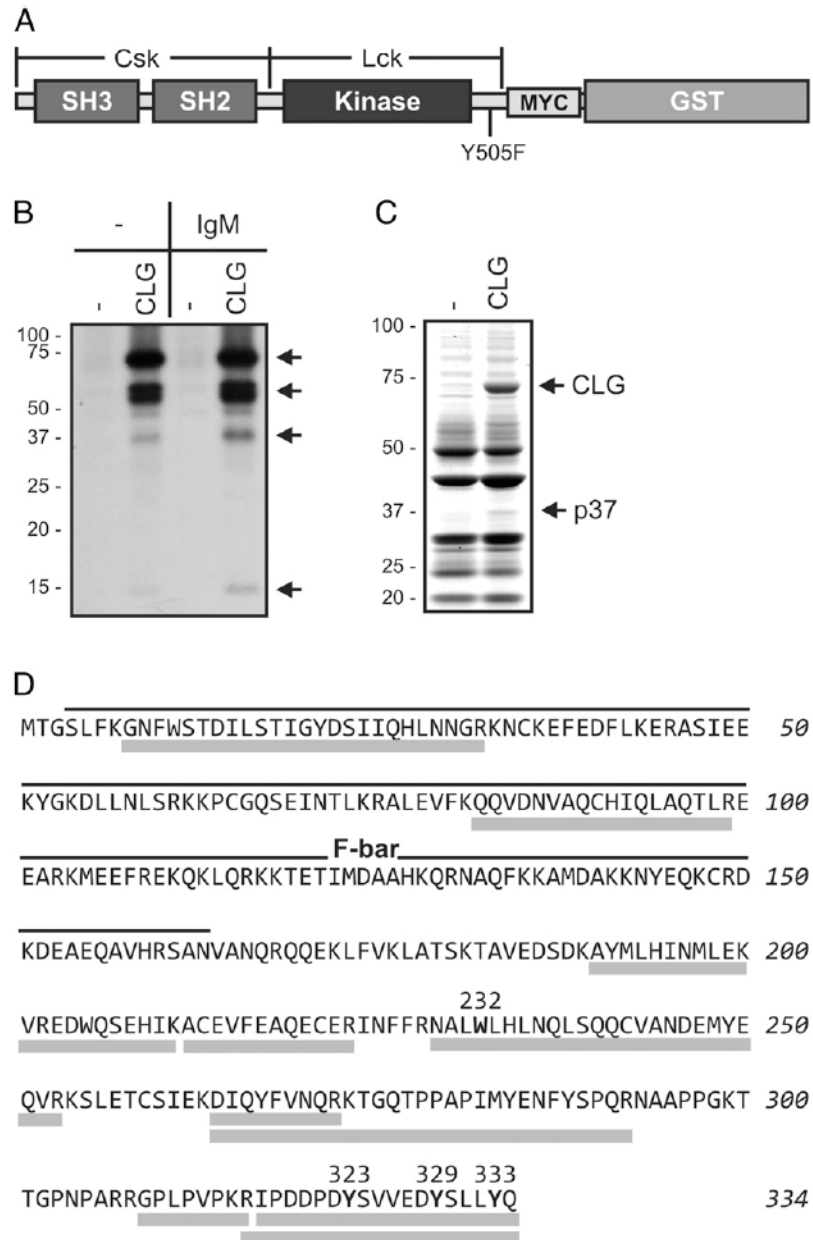 A
Csk Lck
SH3 SH2 Kinase MYC GST
Y505F
B
- IgM
- CLG - CLG
100 -
75 -
50 -
37 -
25 -
20 -
15 -
C
- CLG
100 -
75 -
50 -
37 -
25 -
20 -
CLG
p37
D
MTGSLFKGNFWSTDILSTIGYDSIIQHLNNGRKNCKEFEDFLKERASIEE 50
KYGKDLLNLSRKKPCGQSEINTLKRALEVFKQQVDNVAQCHIQLAQTLRE 100
F-bar
EARKMEEFREKQKLQRKKTETIMDAAHKQRNAQFKKAMDAKKNYEQKCRD 150
KDEAEQAVHRSANVANQRQQEKLFVKLATSKTAVEDSDKAYMLHINMLEK 200
232
VREDWQSEHIKACEVFEAQECERINFFRNALWLHLNQLSQQCVANDEMYE 250
QVRKSLETCSIEKDIQYFVNQRKTGQTPPAPIMYENFYSPQRNAAPPGKT 300
323 329 333
TGPNPARRGPLPVPKRIPDDPDYSVVEDYSLLYQ 334